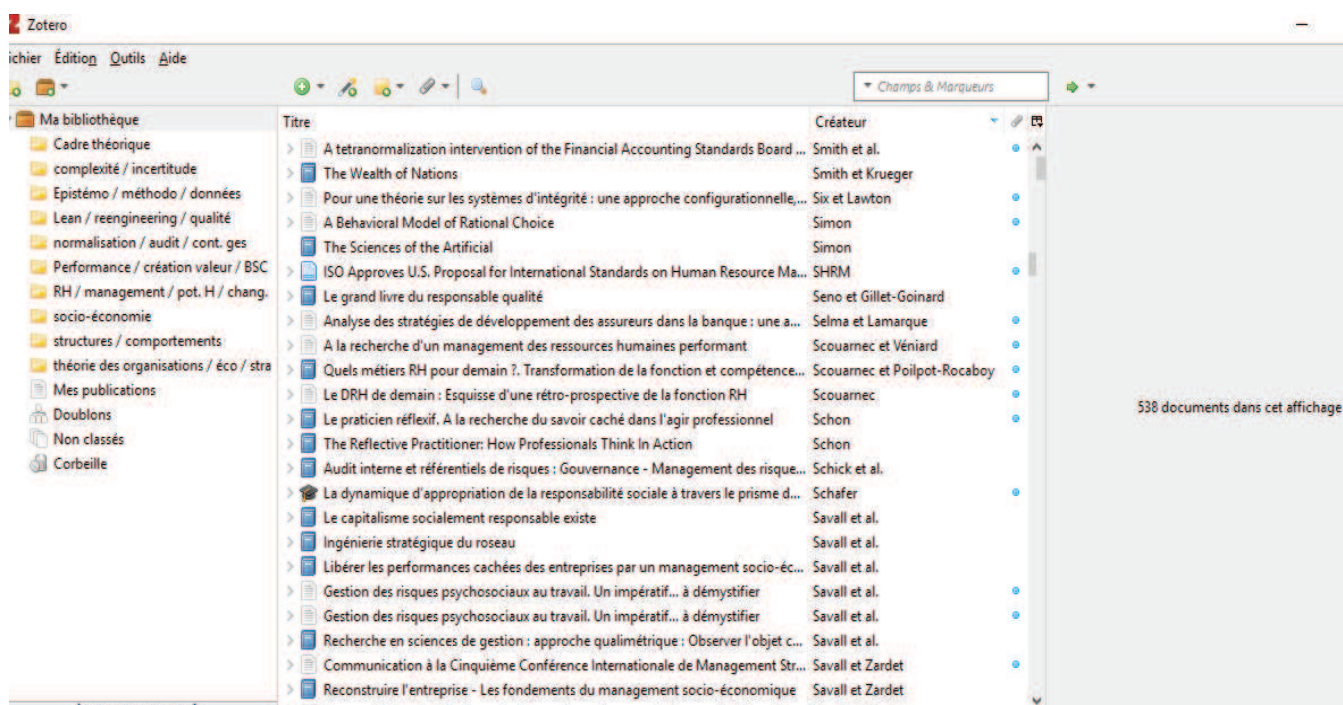 Zotero
ichier Édition Outils Aide
Champs & Marqueurs
Ma bibliothèque
Cadre théorique
complexité / incertitude
Epistémo / méthodo / données
Lean / reengineering / qualité
normalisation / audit / cont. ges
Performance / création valeur / BSC
RH / management / pot. H / chang.
socio-économie
structures / comportements
théorie des organisations / éco / stra
Mes publications
Doublons
Non classés
Corbeille
Titre Créateur
A tetranormalization intervention of the Financial Accounting Standards Board ... Smith et al.
The Wealth of Nations Smith et Krueger
Pour une théorie sur les systèmes d'intégrité : une approche configurationnelle,... Six et Lawton
A Behavioral Model of Rational Choice Simon
The Sciences of the Artificial Simon
ISO Approves U.S. Proposal for International Standards on Human Resource Ma... SHRM
Le grand livre du responsable qualité Seno et Gillet-Goinard
Analyse des stratégies de développement des assureurs dans la banque : une a... Selma et Lamarque
A la recherche d'un management des ressources humaines performant Scouarnec et Véniard
Quels métiers RH pour demain ?. Transformation de la fonction et compétence... Scouarnec et Poilpot-Rocaboy
Le DRH de demain : Esquisse d'une rétro-prospective de la fonction RH Scouarnec
Le praticien réflexif. A la recherche du savoir caché dans l'agir professionnel Schon
The Reflective Practitioner: How Professionals Think In Action Schon
Audit interne et référentiels de risques : Gouvernance - Management des risque... Schick et al.
La dynamique d'appropriation de la responsabilité sociale à travers le prisme d... Schafer
Le capitalisme socialement responsable existe Savall et al.
Ingénierie stratégique du roseau Savall et al.
Libérer les performances cachées des entreprises par un management socio-éc... Savall et al.
Gestion des risques psychosociaux au travail. Un impératif... à démystifier Savall et al.
Gestion des risques psychosociaux au travail. Un impératif... à démystifier Savall et al.
Recherche en sciences de gestion : approche qualimétrique : Observer l'objet c... Savall et al.
Communication à la Cinquième Conférence Internationale de Management Str... Savall et Zardet
Reconstruire l'entreprise - Les fondements du management socio-économique Savall et Zardet
538 documents dans cet affichage